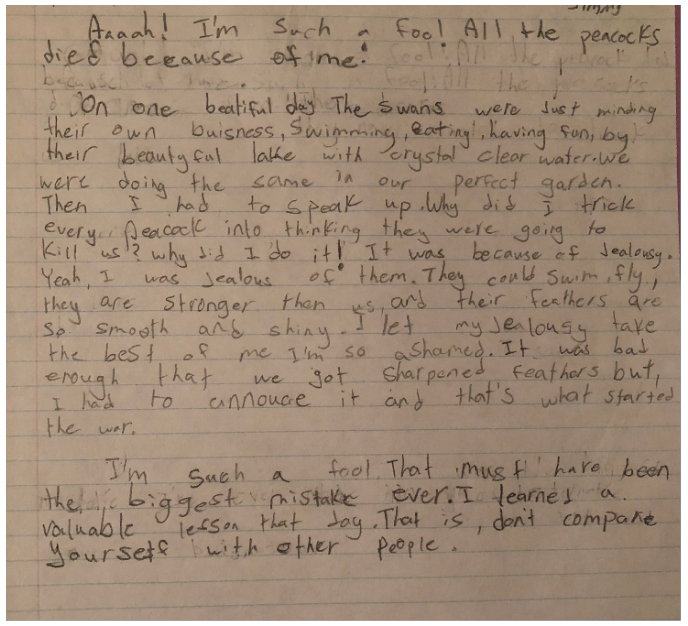 Aaaah! I'm such a fool! All the peacocks
died beecause of me!
On one beatiful day The swans were Just minding
their own buisness, swimming, eating, having fun, by
their beautyful lake with crystal clear water. We
were doing the same in our perfect garden.
Then I had to speak up. Why did I trick
every Peacock into thinking they were going to
kill us? why did I do it! It was because of Jealousy.
Yeah, I was Jealous of them. They could swim, fly,
they are stronger then us, and their feathers are
so smooth and shiny. I let my Jealousy take
the best of me I'm so ashamed. It was bad
enough that we got sharpened feathers but,
I had to annouce it and that's what started
the war.
I'm such a fool. That must have been
the biggest mistake ever. I learned a
valuable lesson that day. That is, don't compare
yourself with other people.